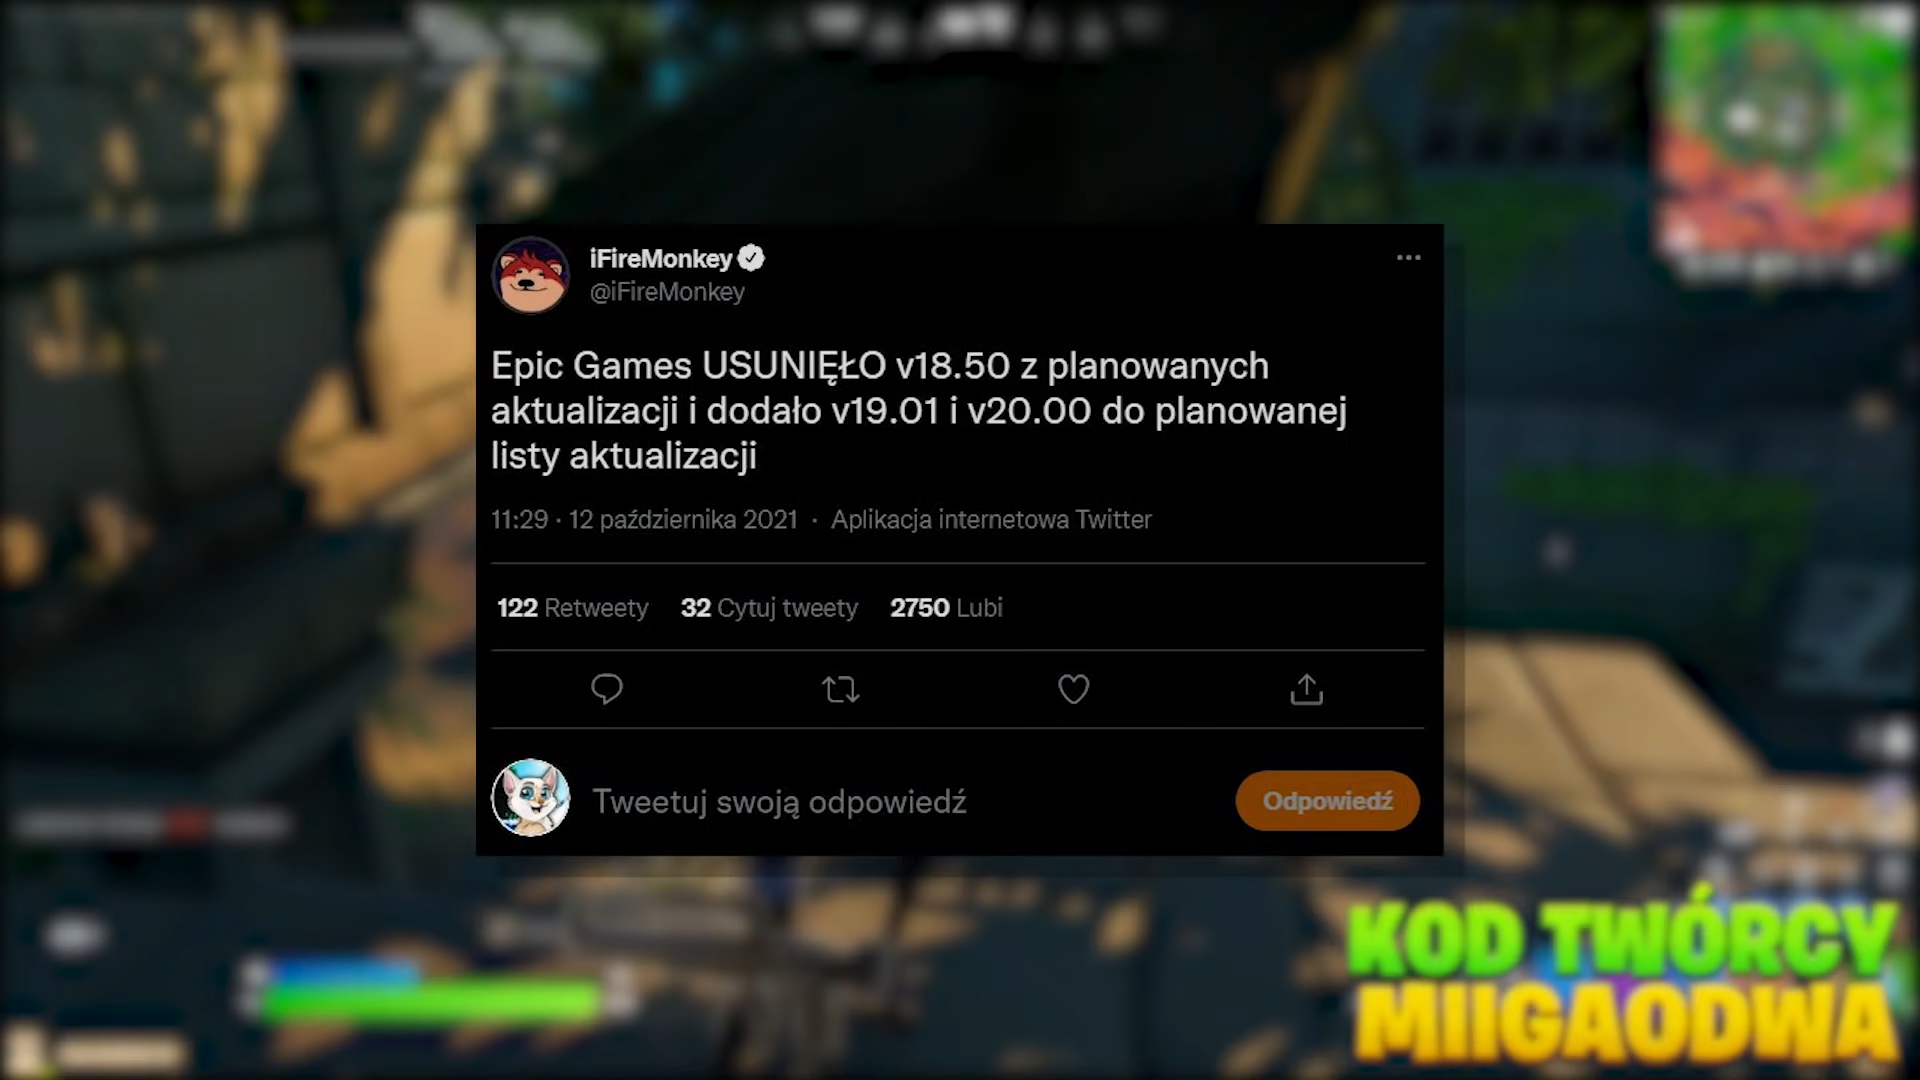 iFireMonkey
@iFireMonkey
Epic Games USUNIĘŁO v18.50 z planowanych
aktualizacji i dodało v19.01 i v20.00 do planowanej
listy aktualizacji
11:29 · 12 października 2021 · Aplikacja internetowa Twitter
122 Retweety 32 Cytuj tweety 2750 Lubi
Tweetuj swoją odpowiedź
Odpowiedź
KOD TWÓRCY
MIIGAODWA